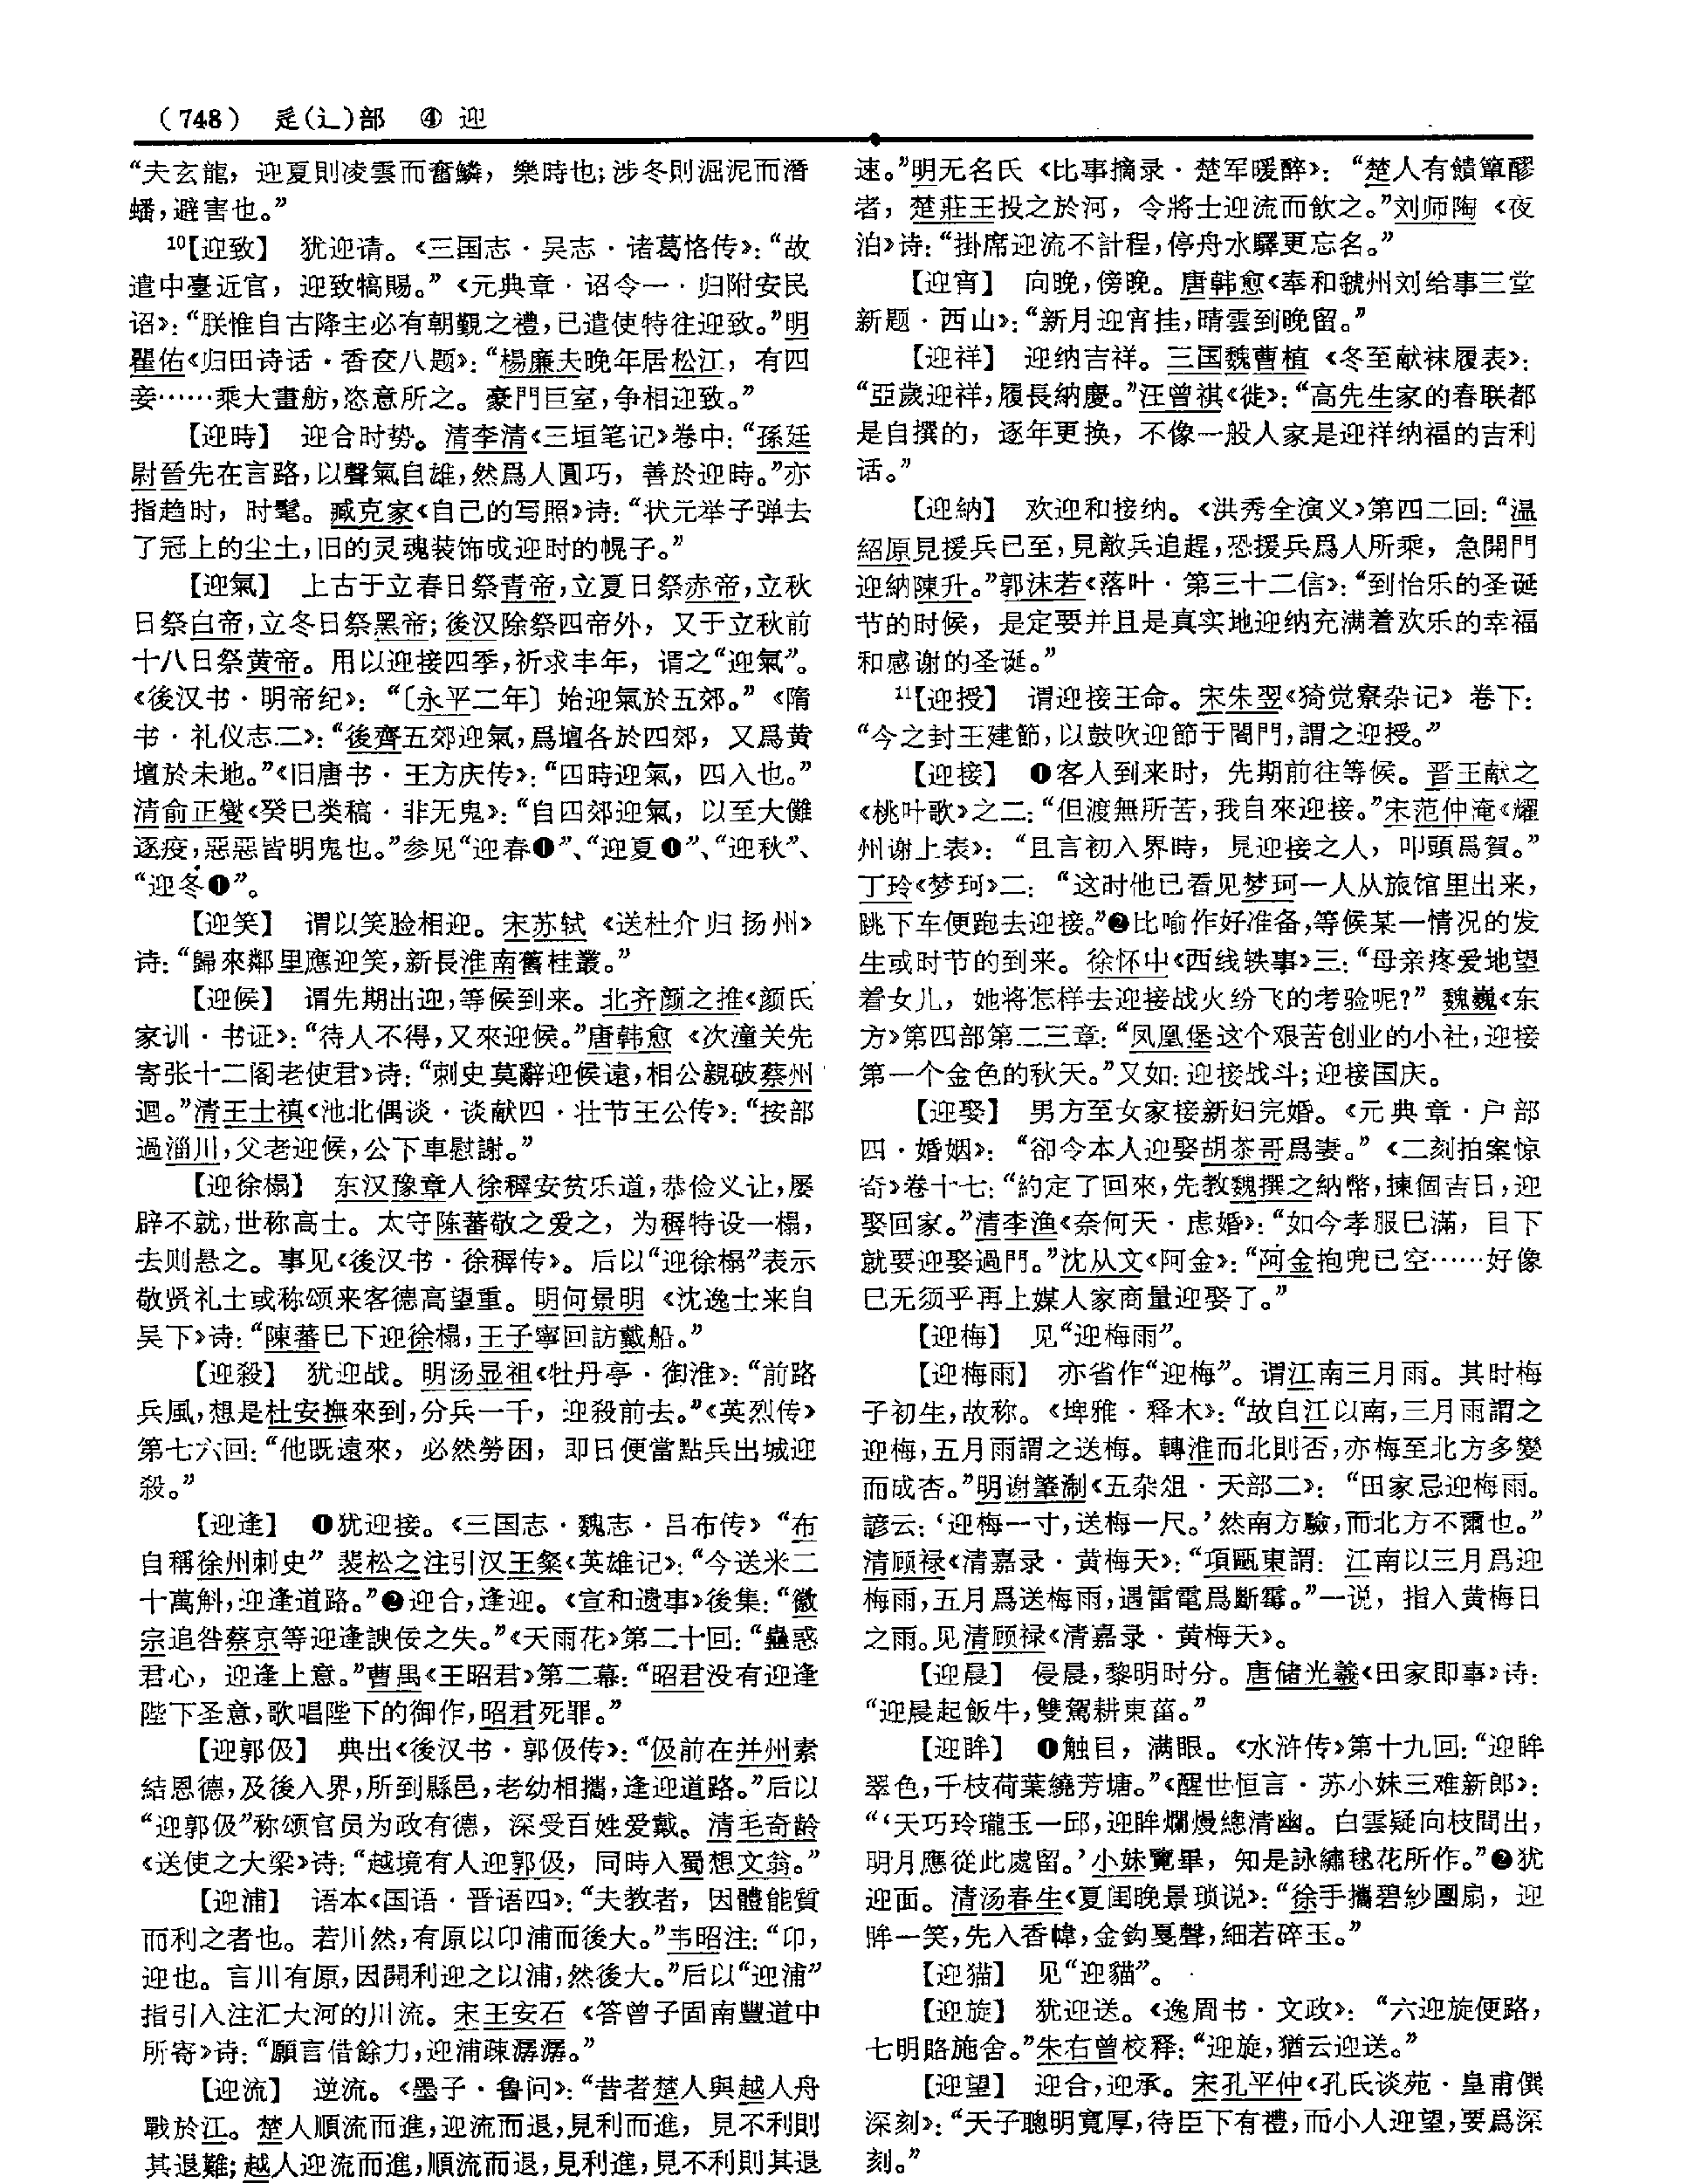 （748） 辵(辶)部 ④ 迎
“夫玄龍，迎夏則凌雲而奮鱗，樂時也；涉冬則淈泥而潛
蟠，避害也。”
10【迎致】 犹迎请。《三国志·吴志·诸葛恪传》：“故
遣中臺近官，迎致犒賜。”《元典章·诏令一·归附安民
诏》：“朕惟自古降主必有朝覲之禮，已遣使特往迎致。”明
瞿佑《归田诗话·香奁八题》：“楊廉夫晚年居松江，有四
妾……乘大畫舫，恣意所之。豪門巨室，争相迎致。”
【迎時】 迎合时势。清李清《三垣笔记》卷中：“孫廷
尉晉先在言路，以聲氣自雄，然爲人圓巧，善於迎時。”亦
指趋时，时髦。臧克家《自己的写照》诗：“状元举子弹去
了冠上的尘土，旧的灵魂装饰成迎时的幌子。”
【迎氣】 上古于立春日祭青帝，立夏日祭赤帝，立秋
日祭白帝，立冬日祭黑帝；後汉除祭四帝外，又于立秋前
十八日祭黄帝。用以迎接四季，祈求丰年，谓之“迎氣”。
《後汉书·明帝纪》：“〔永平二年〕始迎氣於五郊。”《隋
书·礼仪志二》：“後齊五郊迎氣，爲壇各於四郊，又爲黄
壇於未地。”《旧唐书·王方庆传》：“四時迎氣，四入也。”
清俞正燮《癸巳类稿·非无鬼》：“自四郊迎氣，以至大儺
逐疫，惡惡皆明鬼也。”参见“迎春❶”、“迎夏❶”、“迎秋”、
“迎冬❶”。
【迎笑】 谓以笑脸相迎。宋苏轼《送杜介归扬州》
诗：“歸來鄰里應迎笑，新長淮南舊桂叢。”
【迎候】 谓先期出迎，等候到来。北齐颜之推《颜氏
家训·书证》：“待人不得，又來迎候。”唐韩愈《次潼关先
寄张十二阁老使君》诗：“刺史莫辭迎候遠，相公親破蔡州
迴。”清王士禛《池北偶谈·谈献四·壮节王公传》：“按部
過淄川，父老迎候，公下車慰謝。”
【迎徐榻】 东汉豫章人徐穉安贫乐道，恭俭义让，屡
辟不就，世称高士。太守陈蕃敬之爱之，为穉特设一榻，
去则悬之。事见《後汉书·徐穉传》。后以“迎徐榻”表示
敬贤礼士或称颂来客德高望重。明何景明《沈逸士来自
吴下》诗：“陳蕃已下迎徐榻，王子寧回訪戴船。”
【迎殺】 犹迎战。明汤显祖《牡丹亭·御淮》：“前路
兵風，想是杜安撫來到，分兵一千，迎殺前去。”《英烈传》
第七六回：“他既遠來，必然勞困，即日便當點兵出城迎
殺。”
【迎逢】 ❶犹迎接。《三国志·魏志·吕布传》“布
自稱徐州刺史” 裴松之注引汉王粲《英雄记》：“今送米二
十萬斛，迎逢道路。”❷迎合，逢迎。《宣和遗事》後集：“徽
宗追咎蔡京等迎逢諛佞之失。”《天雨花》第二十回：“蠱惑
君心，迎逢上意。”曹禺《王昭君》第二幕：“昭君没有迎逢
陛下圣意，歌唱陛下的御作，昭君死罪。”
【迎郭伋】 典出《後汉书·郭伋传》：“伋前在并州素
結恩德，及後入界，所到縣邑，老幼相攜，逢迎道路。”后以
“迎郭伋”称颂官员为政有德，深受百姓爱戴。清毛奇龄
《送使之大梁》诗：“越境有人迎郭伋，同時入蜀想文翁。”
【迎浦】 语本《国语·晋语四》：“夫教者，因體能質
而利之者也。若川然，有原以卬浦而後大。”韦昭注：“卬，
迎也。言川有原，因開利迎之以浦，然後大。”后以“迎浦”
指引入注汇大河的川流。宋王安石《答曾子固南豐道中
所寄》诗：“願言借餘力，迎浦疎潺潺。”
【迎流】 逆流。《墨子·鲁问》：“昔者楚人與越人舟
戰於江。楚人順流而進，迎流而退，見利而進，見不利則
其退難；越人迎流而進，順流而退，見利進，見不利則其退
速。”明无名氏《比事摘录·楚军暖醉》：“楚人有饋簞醪
者，楚莊王投之於河，令將士迎流而飲之。”刘师陶《夜
泊》诗：“掛席迎流不計程，停舟水驛更忘名。”
【迎宵】 向晚，傍晚。唐韩愈《奉和虢州刘给事三堂
新题·西山》：“新月迎宵挂，晴雲到晚留。”
【迎祥】 迎纳吉祥。三国魏曹植《冬至献袜履表》：
“亞歲迎祥，履長納慶。”汪曾祺《徙》：“高先生家的春联都
是自撰的，逐年更换，不像一般人家是迎祥纳福的吉利
话。”
【迎納】 欢迎和接纳。《洪秀全演义》第四二回：“温
紹原見援兵已至，見敵兵追趕，恐援兵爲人所乘，急開門
迎納陳升。”郭沫若《落叶·第三十二信》：“到怡乐的圣诞
节的时候，是定要并且是真实地迎纳充满着欢乐的幸福
和感谢的圣诞。”
11【迎授】 谓迎接王命。宋朱翌《猗觉寮杂记》卷下：
“今之封王建節，以鼓吹迎節于閤門，謂之迎授。”
【迎接】 ❶客人到来时，先期前往等候。晋王献之
《桃叶歌》之二：“但渡無所苦，我自來迎接。”宋范仲淹《耀
州谢上表》：“且言初入界時，見迎接之人，叩頭爲賀。”
丁玲《梦珂》二：“这时他已看见梦珂一人从旅馆里出来，
跳下车便跑去迎接。”❷比喻作好准备，等候某一情况的发
生或时节的到来。徐怀中《西线轶事》三：“母亲疼爱地望
着女儿，她将怎样去迎接战火纷飞的考验呢？”魏巍《东
方》第四部第二三章：“凤凰堡这个艰苦创业的小社，迎接
第一个金色的秋天。”又如：迎接战斗；迎接国庆。
【迎娶】 男方至女家接新妇完婚。《元典章·户部
四·婚姻》：“卻令本人迎娶胡茶哥爲妻。”《二刻拍案惊
奇》卷十七：“約定了回來，先教魏撰之納幣，揀個吉日，迎
娶回家。”清李渔《奈何天·虑婚》：“如今孝服已滿，目下
就要迎娶過門。”沈从文《阿金》：“阿金抱兜已空……好像
已无须乎再上媒人家商量迎娶了。”
【迎梅】 见“迎梅雨”。
【迎梅雨】 亦省作“迎梅”。谓江南三月雨。其时梅
子初生，故称。《埤雅·释木》：“故自江以南，三月雨謂之
迎梅，五月雨謂之送梅。轉淮而北則否，亦梅至北方多變
而成杏。”明谢肇淛《五杂俎·天部二》：“田家忌迎梅雨。
諺云：‘迎梅一寸，送梅一尺。’然南方驗，而北方不爾也。”
清顾禄《清嘉录·黄梅天》：“項甌東謂：江南以三月爲迎
梅雨，五月爲送梅雨，遇雷電爲斷霉。”一说，指入黄梅日
之雨。见清顾禄《清嘉录·黄梅天》。
【迎晨】 侵晨，黎明时分。唐储光羲《田家即事》诗：
“迎晨起飯牛，雙駕耕東菑。”
【迎眸】 ❶触目，满眼。《水浒传》第十九回：“迎眸
翠色，千枝荷葉繞芳塘。”《醒世恒言·苏小妹三难新郎》：
“‘天巧玲瓏玉一邱，迎眸爛熳總清幽。白雲疑向枝間出，
明月應從此處留。’小妹覽畢，知是詠繡毬花所作。”❷犹
迎面。清汤春生《夏闺晚景琐说》：“徐手攜碧紗團扇，迎
眸一笑，先入香幃，金鈎戛聲，細若碎玉。”
【迎猫】 见“迎貓”。
【迎旋】 犹迎送。《逸周书·文政》：“六迎旋便路，
七明賂施舍。”朱右曾校释：“迎旋，猶云迎送。”
【迎望】 迎合，迎承。宋孔平仲《孔氏谈苑·皇甫僎
深刻》：“天子聰明寬厚，待臣下有禮，而小人迎望，要爲深
刻。”